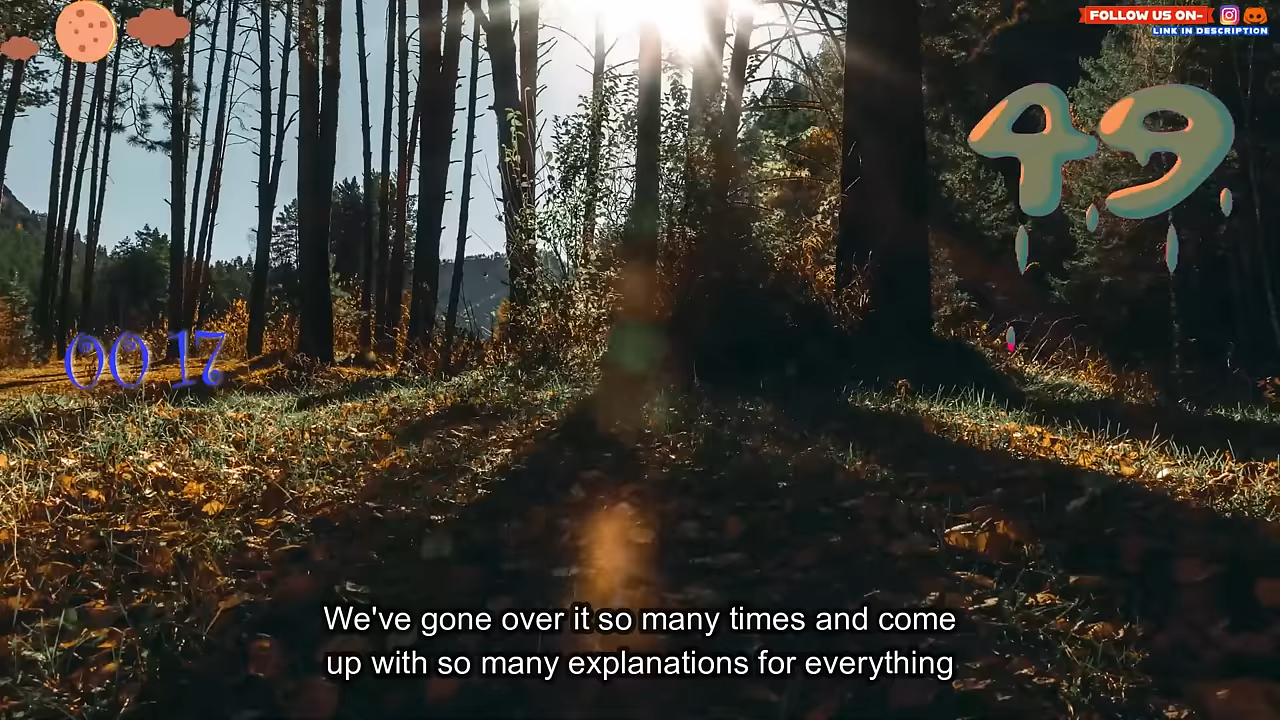 FOLLOW US ON-
LINK IN DESCRIPTION
49
00 17
We've gone over it so many times and come
up with so many explanations for everything